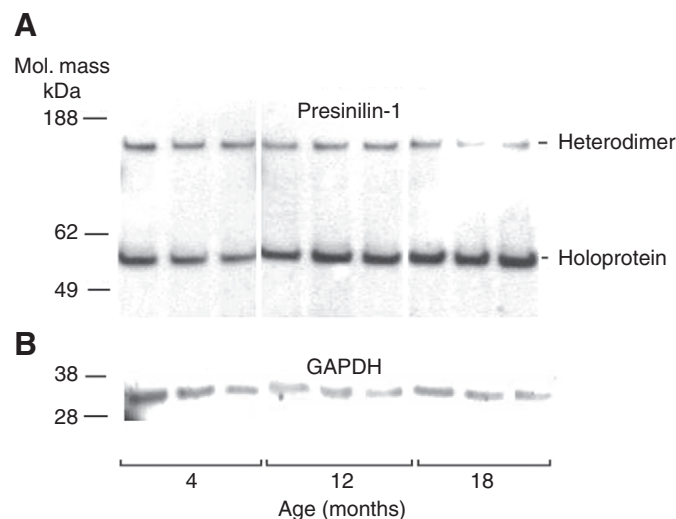 A
Mol. mass
kDa
188
Presinilin-1
Heterodimer
62
Holoprotein
49
B
38
GAPDH
28
4 12 18
Age (months)